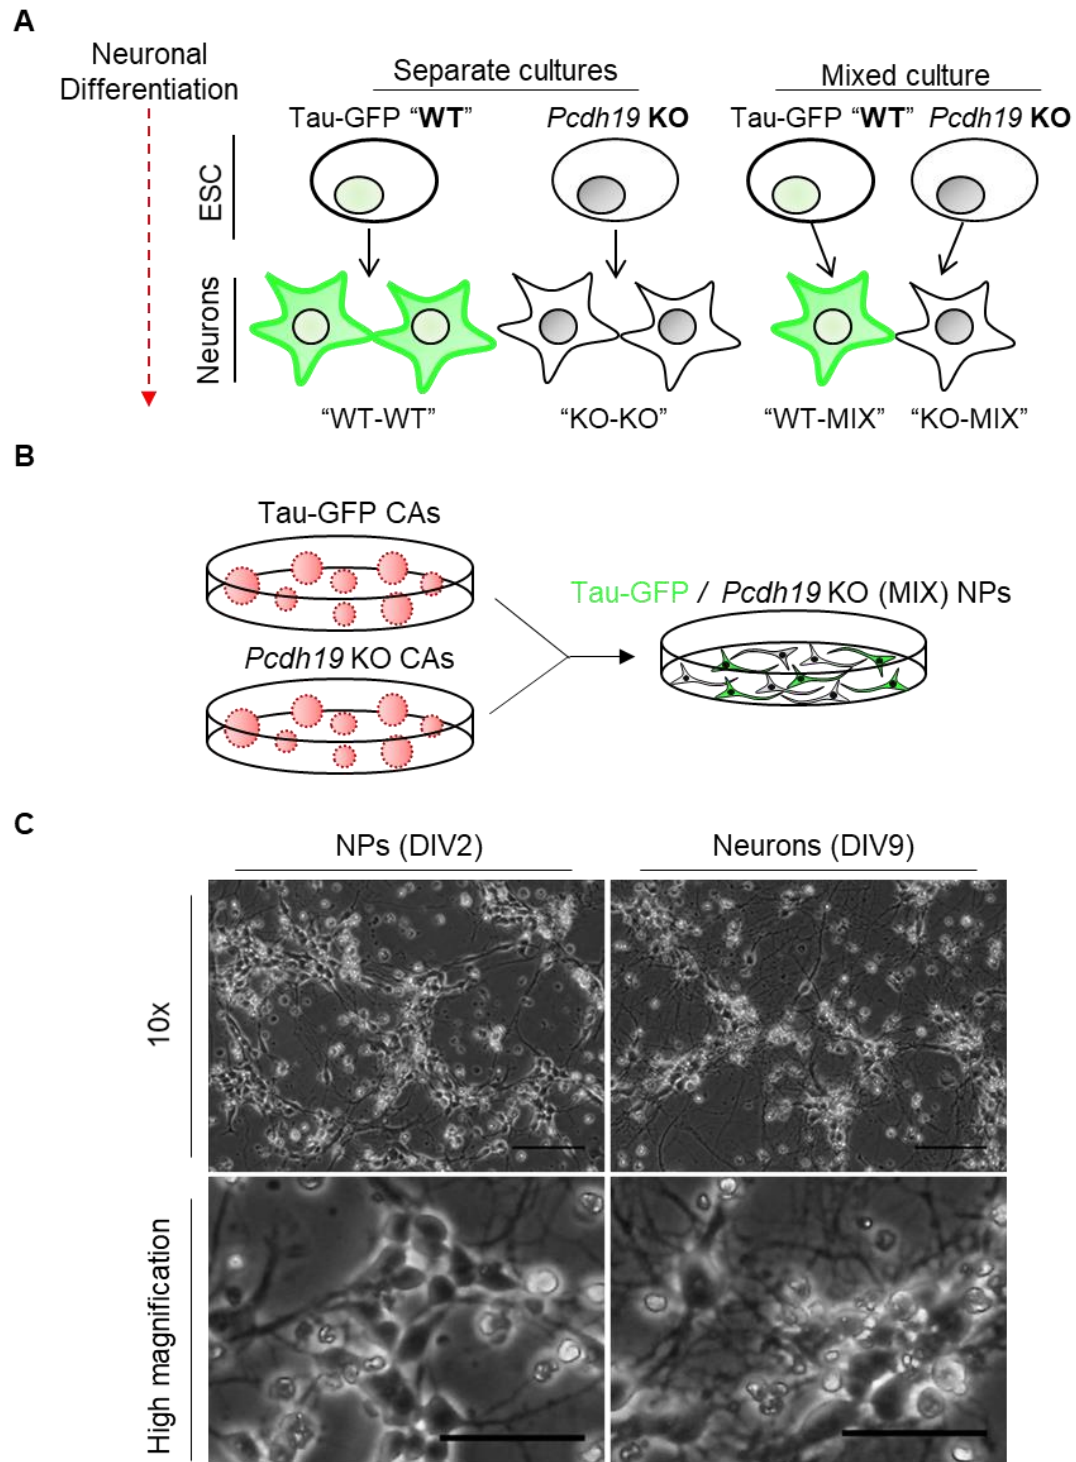 A
Neuronal
Differentiation
Separate cultures
Mixed culture
Tau-GFP “WT”
Pcdh19 KO
Tau-GFP “WT”
Pcdh19 KO
ESC
Neurons
“WT-WT”
“KO-KO”
“WT-MIX”
“KO-MIX”
B
Tau-GFP CAs
Pcdh19 KO CAs
Tau-GFP / Pcdh19 KO (MIX) NPs
C
NPs (DIV2)
Neurons (DIV9)
10x
High magnification